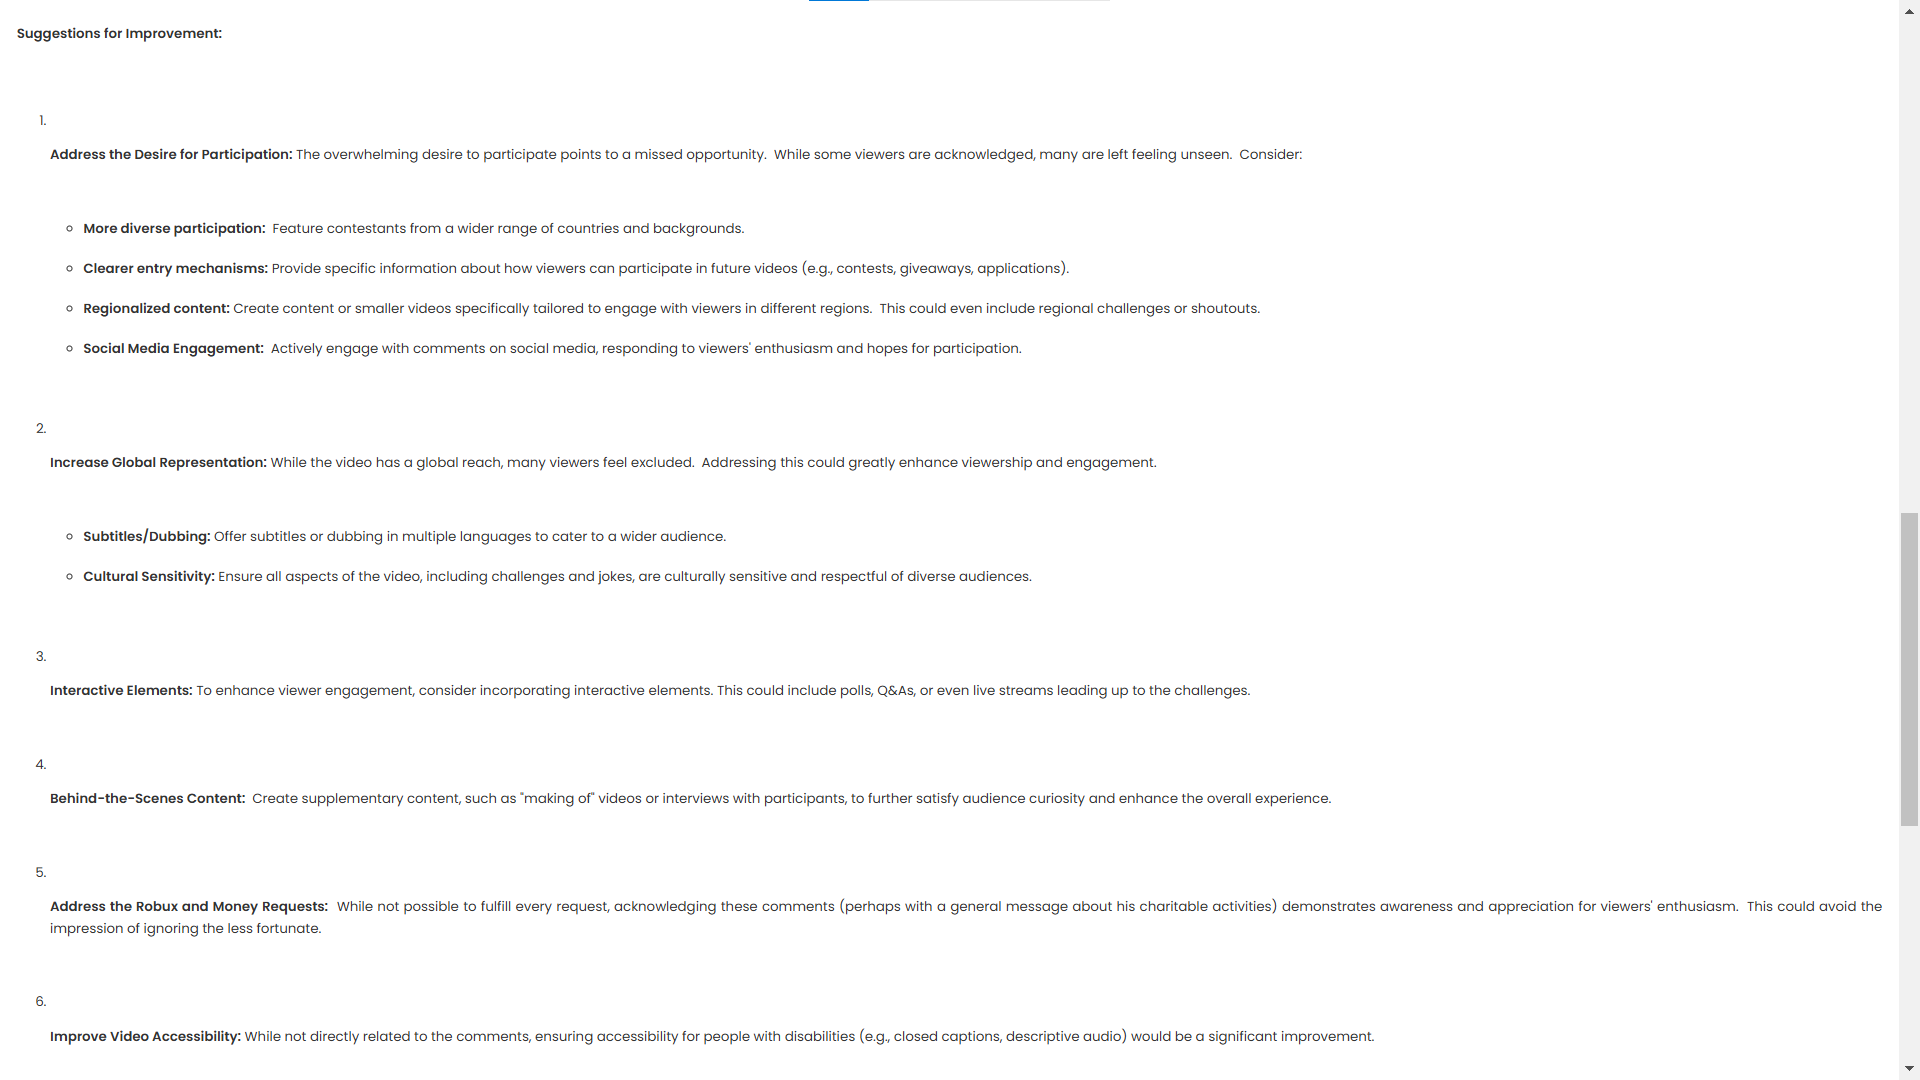 Suggestions for Improvement:
1.
Address the Desire for Participation: The overwhelming desire to participate points to a missed opportunity.  While some viewers are acknowledged, many are left feeling unseen.  Consider:
○ More diverse participation:  Feature contestants from a wider range of countries and backgrounds.
○ Clearer entry mechanisms: Provide specific information about how viewers can participate in future videos (e.g., contests, giveaways, applications).
○ Regionalized content: Create content or smaller videos specifically tailored to engage with viewers in different regions.  This could even include regional challenges or shoutouts.
○ Social Media Engagement:  Actively engage with comments on social media, responding to viewers' enthusiasm and hopes for participation.
2.
Increase Global Representation: While the video has a global reach, many viewers feel excluded.  Addressing this could greatly enhance viewership and engagement.
○ Subtitles/Dubbing: Offer subtitles or dubbing in multiple languages to cater to a wider audience.
○ Cultural Sensitivity: Ensure all aspects of the video, including challenges and jokes, are culturally sensitive and respectful of diverse audiences.
3.
Interactive Elements: To enhance viewer engagement, consider incorporating interactive elements. This could include polls, Q&As, or even live streams leading up to the challenges.
4.
Behind-the-Scenes Content:  Create supplementary content, such as "making of" videos or interviews with participants, to further satisfy audience curiosity and enhance the overall experience.
5.
Address the Robux and Money Requests:  While not possible to fulfill every request, acknowledging these comments (perhaps with a general message about his charitable activities) demonstrates awareness and appreciation for viewers' enthusiasm.  This could avoid the
impression of ignoring the less fortunate.
6.
Improve Video Accessibility: While not directly related to the comments, ensuring accessibility for people with disabilities (e.g., closed captions, descriptive audio) would be a significant improvement.